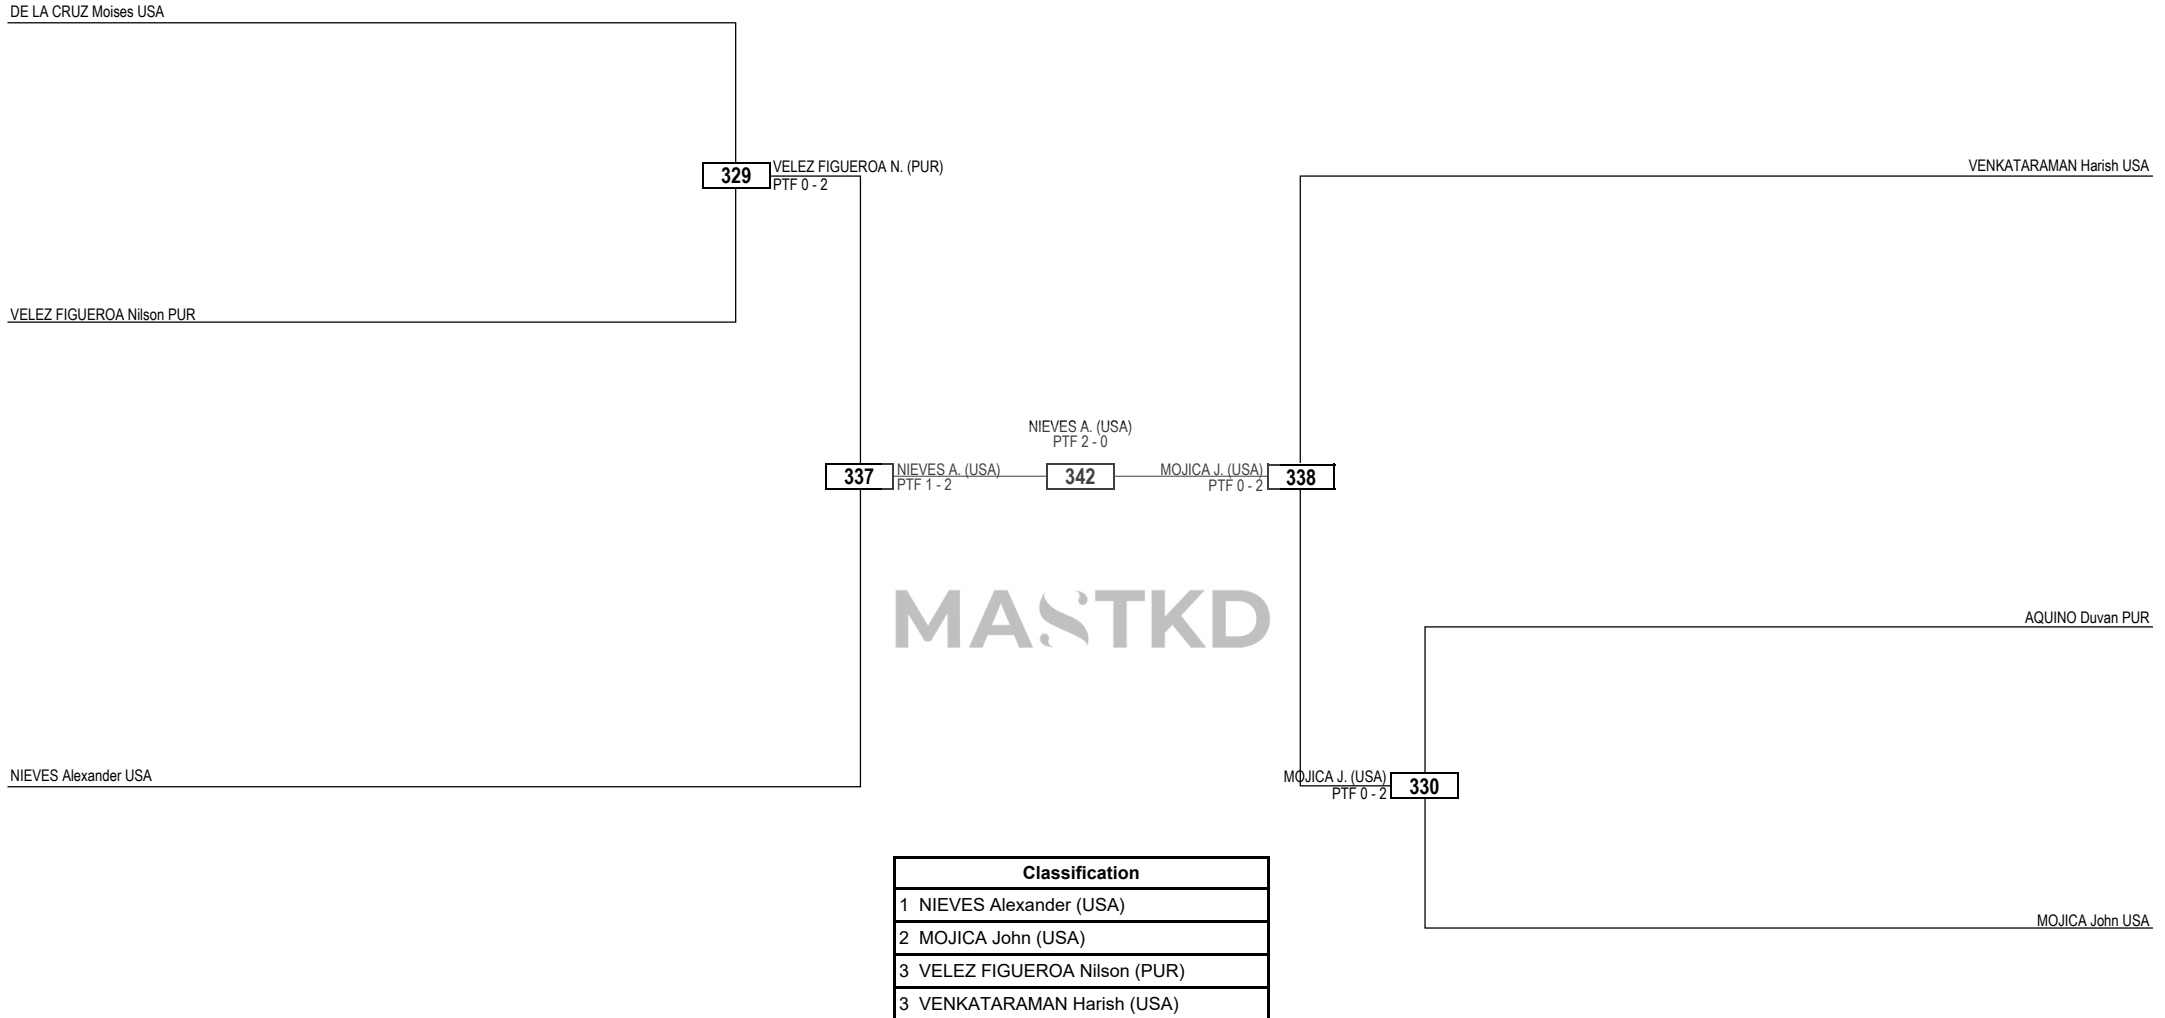 DE LA CRUZ Moises USA
VELEZ FIGUEROA N. (PUR)
329
PTF 0 - 2
VENKATARAMAN Harish USA
VELEZ FIGUEROA Nilson PUR
NIEVES A. (USA)
PTF 2 - 0
337
NIEVES A. (USA)
PTF 1 - 2
342
MOJICA J. (USA)
PTF 0 - 2
338
MASTKD
AQUINO Duvan PUR
NIEVES Alexander USA
MOJICA J. (USA)
PTF 0 - 2
330
Classification
1 NIEVES Alexander (USA)
2 MOJICA John (USA)
3 VELEZ FIGUEROA Nilson (PUR)
3 VENKATARAMAN Harish (USA)
MOJICA John USA